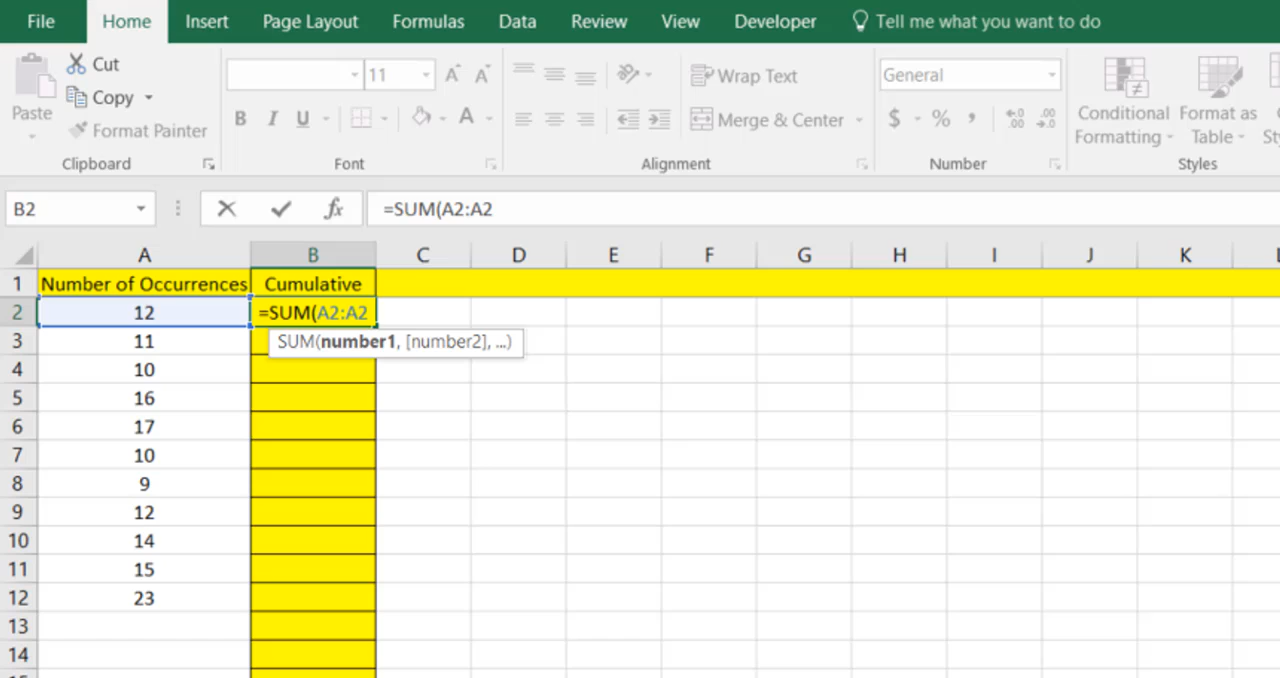 File Home Insert Page Layout Formulas Data Review View Developer Tell me what you want to do
Paste
Cut
Copy
Format Painter
Clipboard
11
B I U
Font
Wrap Text
Merge & Center
Alignment
General
$ % ,
Number
Conditional
Formatting
Format as
Table
Styles
B2 fx =SUM(A2:A2
A B C D E F G H I J K
1 Number of Occurrences Cumulative
2 12 =SUM(A2:A2
SUM(number1, [number2], ...)
3 11
4 10
5 16
6 17
7 10
8 9
9 12
10 14
11 15
12 23
13
14